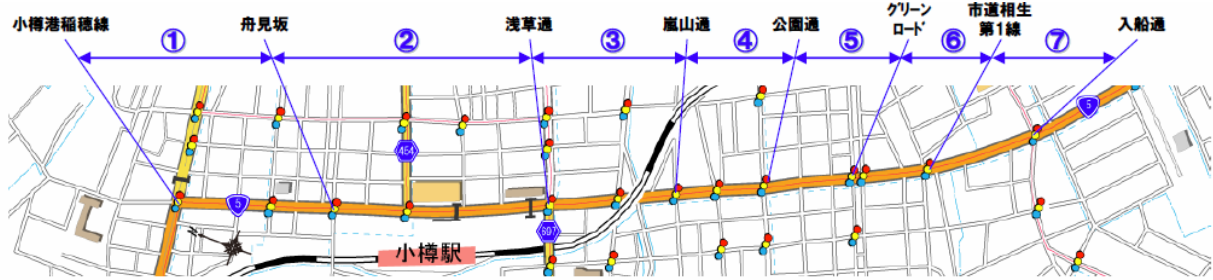 小樽港稲穂線
舟見坂
浅草通
嵐山通
公園通
グリーン
ロード
市道相生
第1線
入船通
①
②
③
④
⑤
⑥
⑦
5
454
5
697
小樽駅